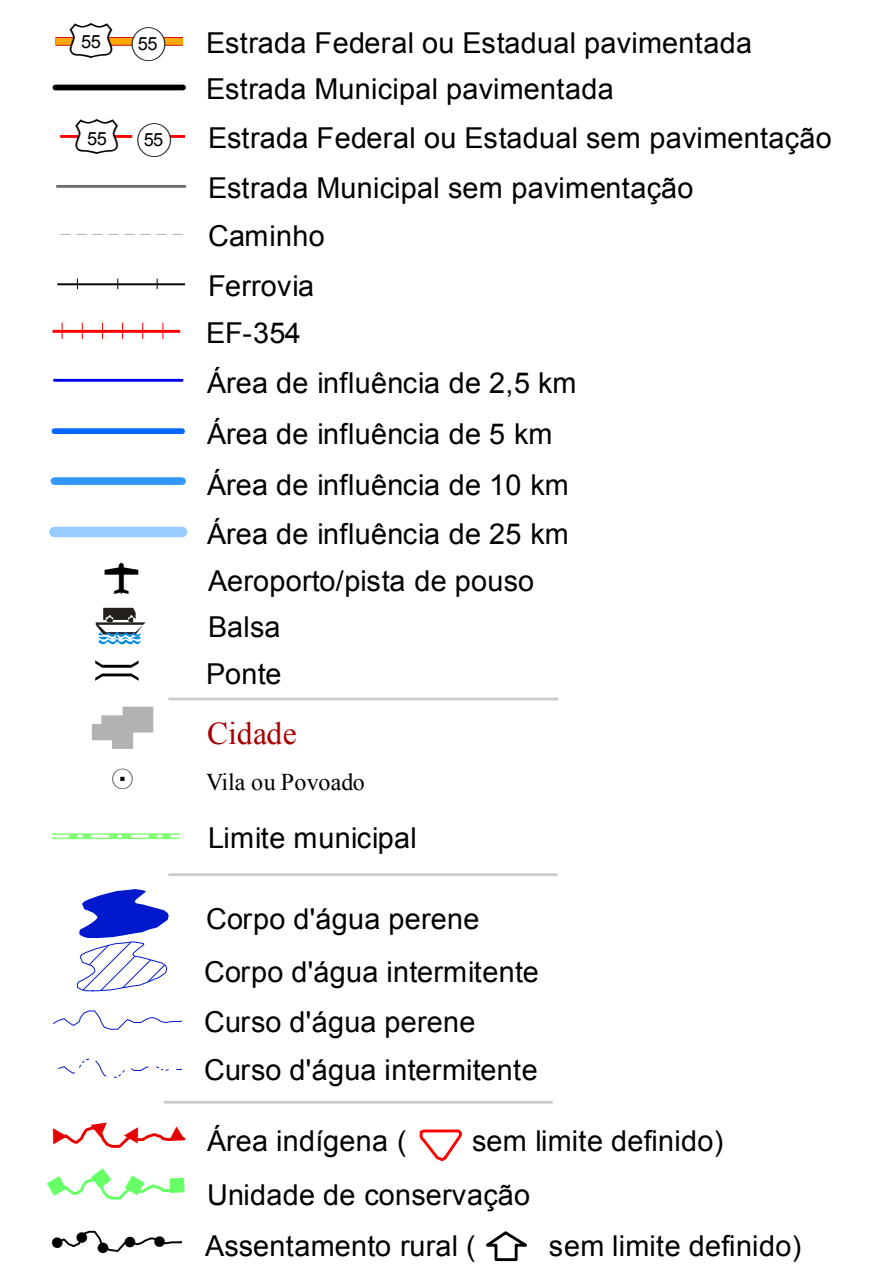 55 55 Estrada Federal ou Estadual pavimentada
Estrada Municipal pavimentada
55 55 Estrada Federal ou Estadual sem pavimentação
Estrada Municipal sem pavimentação
Caminho
Ferrovia
EF-354
Área de influência de 2,5 km
Área de influência de 5 km
Área de influência de 10 km
Área de influência de 25 km
Aeroporto/pista de pouso
Balsa
Ponte
Cidade
Vila ou Povoado
Limite municipal
Corpo d'água perene
Corpo d'água intermitente
Curso d'água perene
Curso d'água intermitente
Área indígena ( sem limite definido)
Unidade de conservação
Assentamento rural ( sem limite definido)